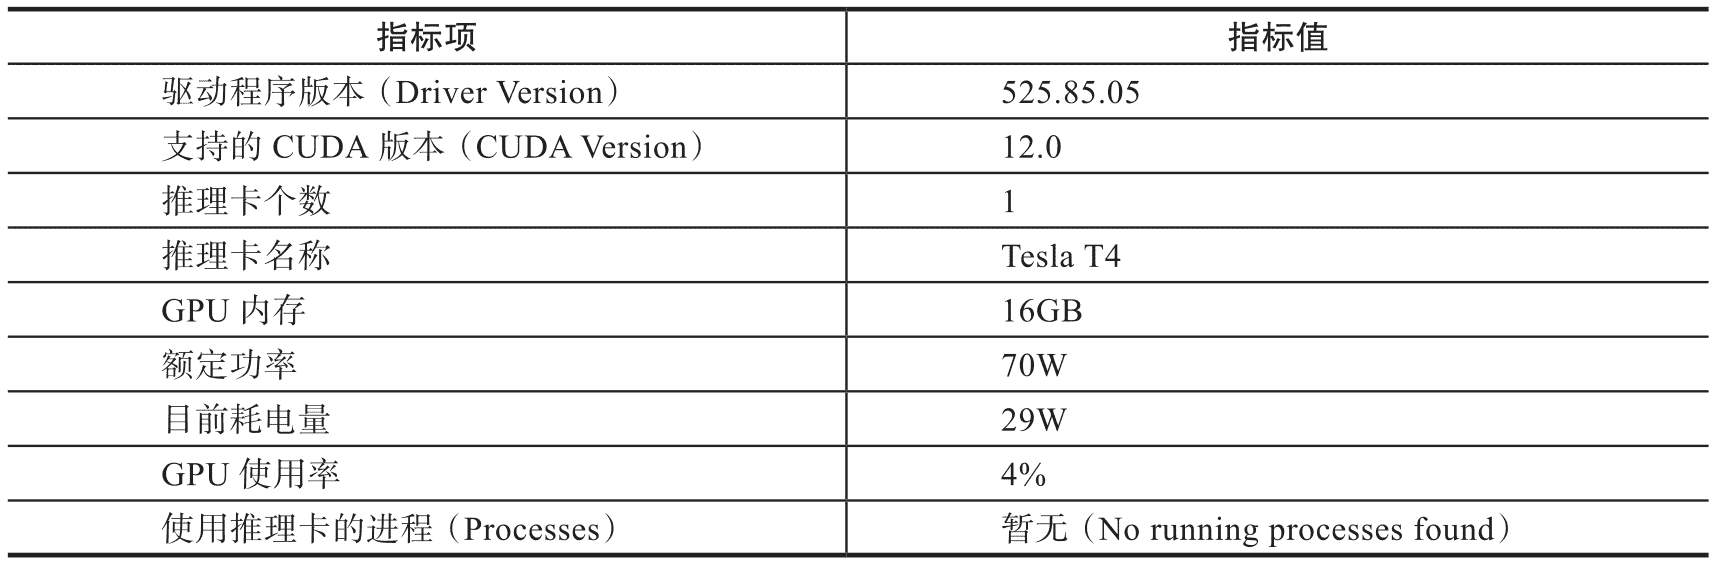 指标项 指标值
驱动程序版本（Driver Version） 525.85.05
支持的 CUDA 版本（CUDA Version） 12.0
推理卡个数 1
推理卡名称 Tesla T4
GPU 内存 16GB
额定功率 70W
目前耗电量 29W
GPU 使用率 4%
使用推理卡的进程（Processes） 暂无（No running processes found）